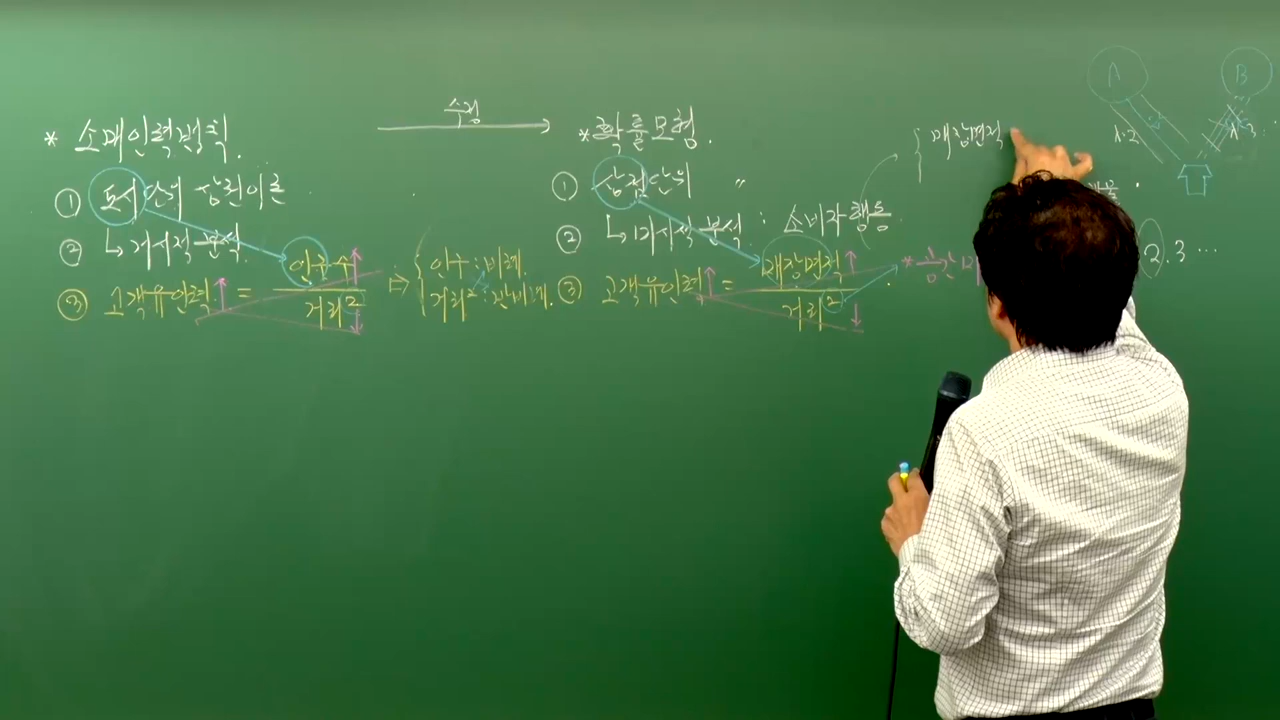 * 소매인력법칙.
① 도시단위 상권이론
② ↳ 거시적 분석.
③ 고객유인력↑ = 인구수↑ / 거리²↓
⇒ { 인구 : 비례.
거리² : 반비례.
수정
* 확률모형.
① 상점단위 〃
② ↳ 미시적 분석 : 소비자 행동.
③ 고객유인력↑ = 매장면적↑ / 거리²↓
{ 매장면적
2.3 ...
A
B
λ=2
λ=3